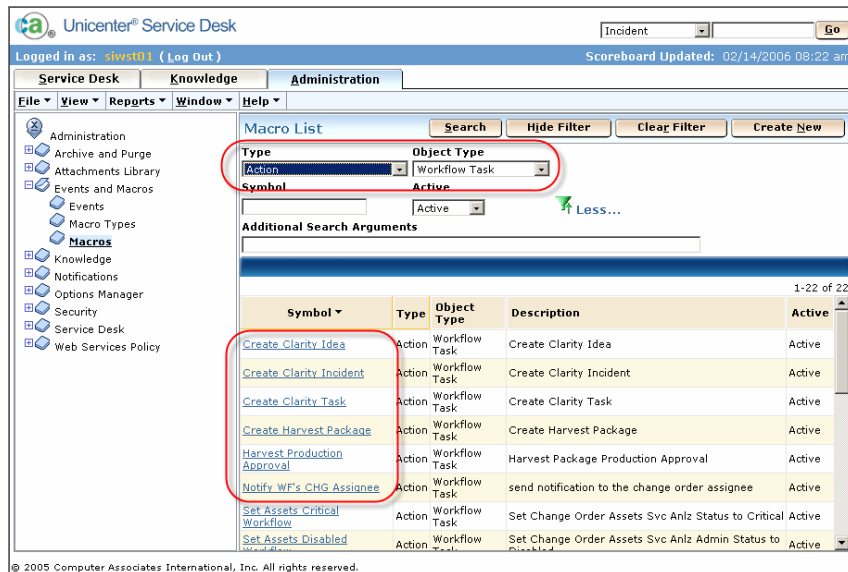 ca Unicenter® Service Desk
Incident
Go
Logged in as: siwst01 (Log Out)
Scoreboard Updated: 02/14/2006 08:22 am
Service Desk Knowledge Administration
File View Reports Window Help
Administration
Archive and Purge
Attachments Library
Events and Macros
Events
Macro Types
Macros
Knowledge
Notifications
Options Manager
Security
Service Desk
Web Services Policy
Macro List
Search Hide Filter Clear Filter Create New
Type Object Type
Action Workflow Task
Symbol Active
Active
Less...
Additional Search Arguments
1-22 of 22
Symbol Type Object Type Description Active
Create Clarity Idea Action Workflow Task Create Clarity Idea Active
Create Clarity Incident Action Workflow Task Create Clarity Incident Active
Create Clarity Task Action Workflow Task Create Clarity Task Active
Create Harvest Package Action Workflow Task Create Harvest Package Active
Harvest Production Approval Action Workflow Task Harvest Package Production Approval Active
Notify WF's CHG Assignee Action Workflow Task send notification to the change order assignee Active
Set Assets Critical Workflow Action Workflow Task Set Change Order Assets Svc Anlz Status to Critical Active
Set Assets Disabled Action Workflow Set Change Order Assets Svc Anlz Admin Status to Active
© 2005 Computer Associates International, Inc. All rights reserved.